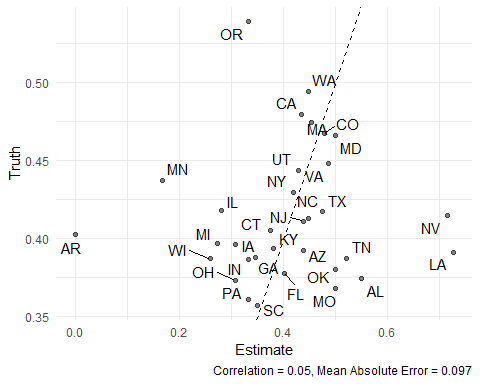 OR
WA
0.50
CA
MA
CO
MD
UT
VA
0.45
MN
NY
Truth
IL
NC
TX
CT
NJ
NV
0.40
AR
MI
IA
KY
WI
AZ
TN
LA
OH
IN
GA
OK
PA
FL
MO
AL
SC
0.35
0.0
0.2
0.4
0.6
Estimate
Correlation = 0.05, Mean Absolute Error = 0.097